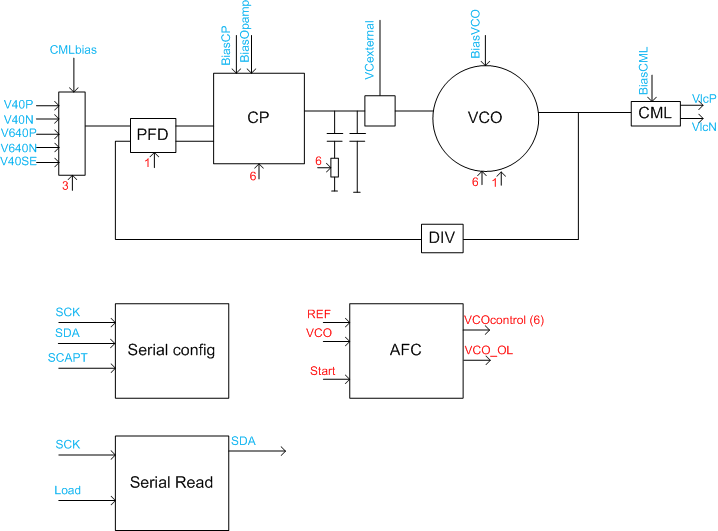 BiasCP
BiasOpamp
VCexternal
BiasVCO
CMLbias
BiasCML
V40P
V40N
V640P
V640N
V40SE
3
PFD
1
CP
6
6
VCO
6
1
CML
VlcP
VlcN
DIV
SCK
SDA
SCAPT
Serial config
REF
VCO
Start
AFC
VCOcontrol (6)
VCO_OL
SCK
Load
Serial Read
SDA